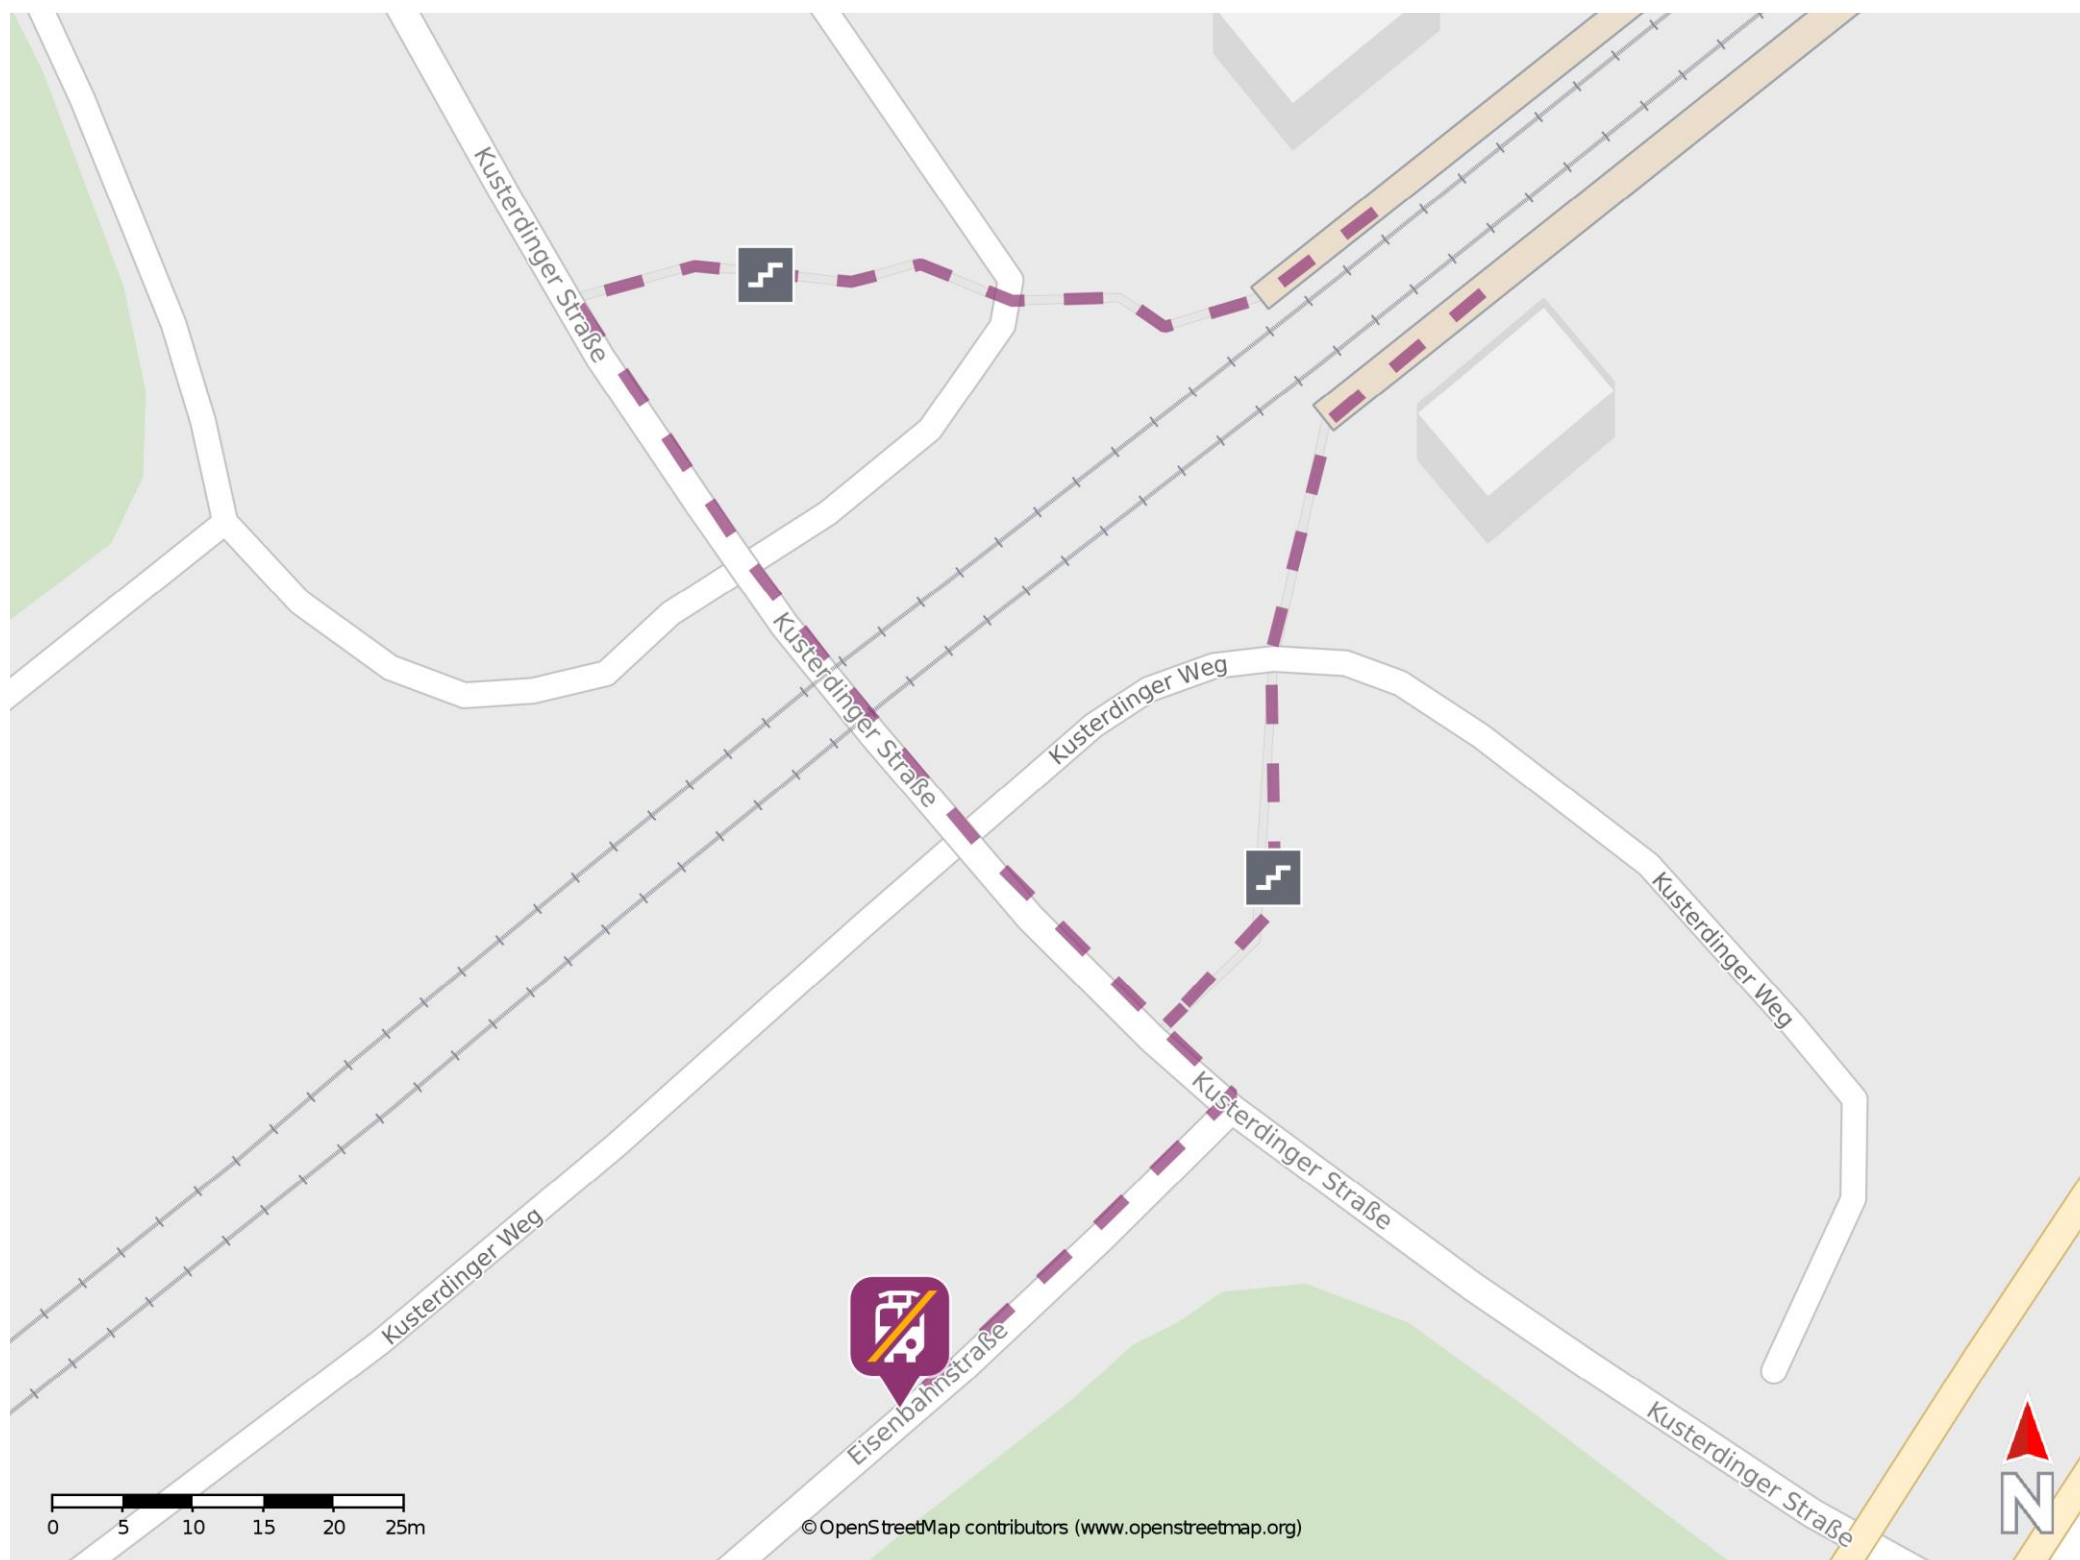 Kusterdinger Straße
Kusterdinger Straße
Kusterdinger Weg
Kusterdinger Weg
Kusterdinger Straße
Kusterdinger Weg
Eisenbahnstraße
Kusterdinger Straße
N
0 5 10 15 20 25m
© OpenStreetMap contributors (www.openstreetmap.org)